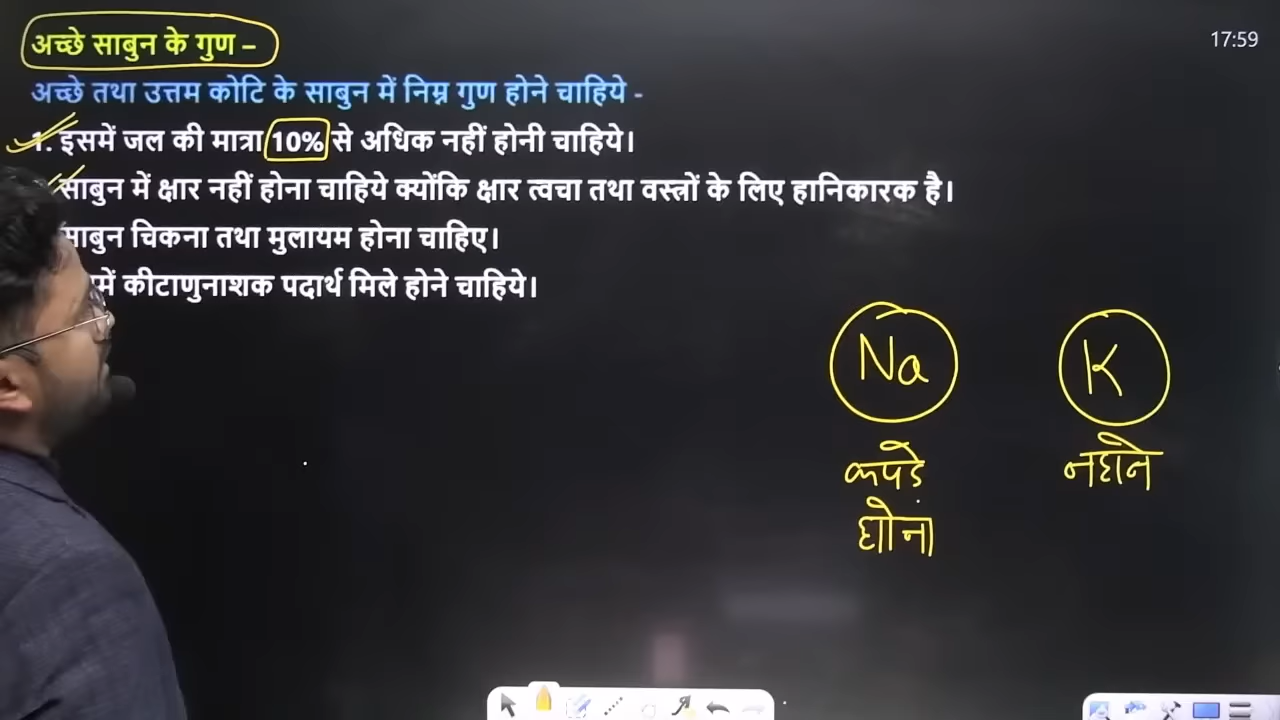 अच्छे साबुन के गुण –
17:59
अच्छे तथा उत्तम कोटि के साबुन में निम्न गुण होने चाहिये -
1. इसमें जल की मात्रा 10% से अधिक नहीं होनी चाहिये।
साबुन में क्षार नहीं होना चाहिये क्योंकि क्षार त्वचा तथा वस्त्रों के लिए हानिकारक है।
साबुन चिकना तथा मुलायम होना चाहिए।
कीटाणुनाशक पदार्थ मिले होने चाहिये।
Na K
कपड़े नहाने
धोना